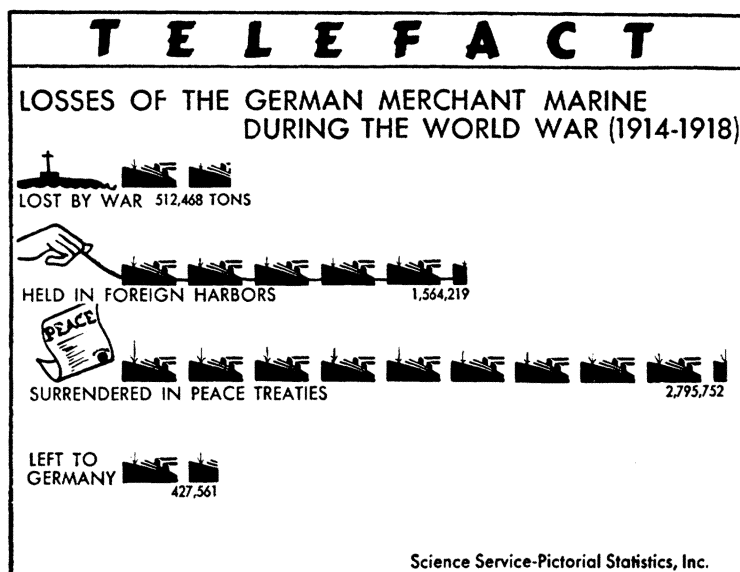 TELEFACT
LOSSES OF THE GERMAN MERCHANT MARINE
DURING THE WORLD WAR (1914-1918)
LOST BY WAR 512,468 TONS
HELD IN FOREIGN HARBORS 1,564,219
PEACE
SURRENDERED IN PEACE TREATIES 2,795,752
LEFT TO
GERMANY
427,561
Science Service-Pictorial Statistics, Inc.